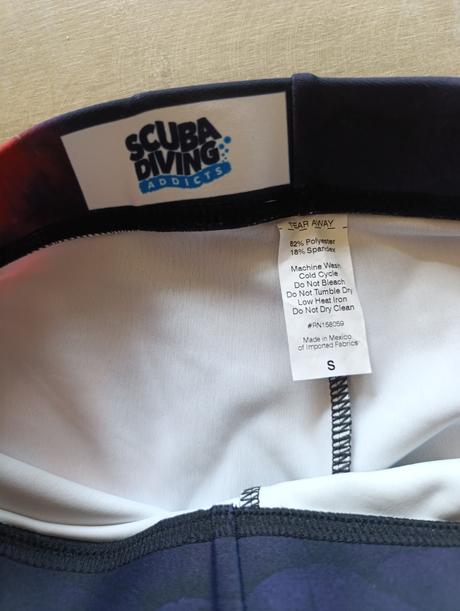 SCUBA
DIVING
ADDICTS
TEAR AWAY
82% Polyester
18% Spandex
Machine Wash
Cold Cycle
Do Not Bleach
Do Not Tumble Dry
Low Heat Iron
Do Not Dry Clean
#RN158059
Made in Mexico
of Imported Fabrics
S